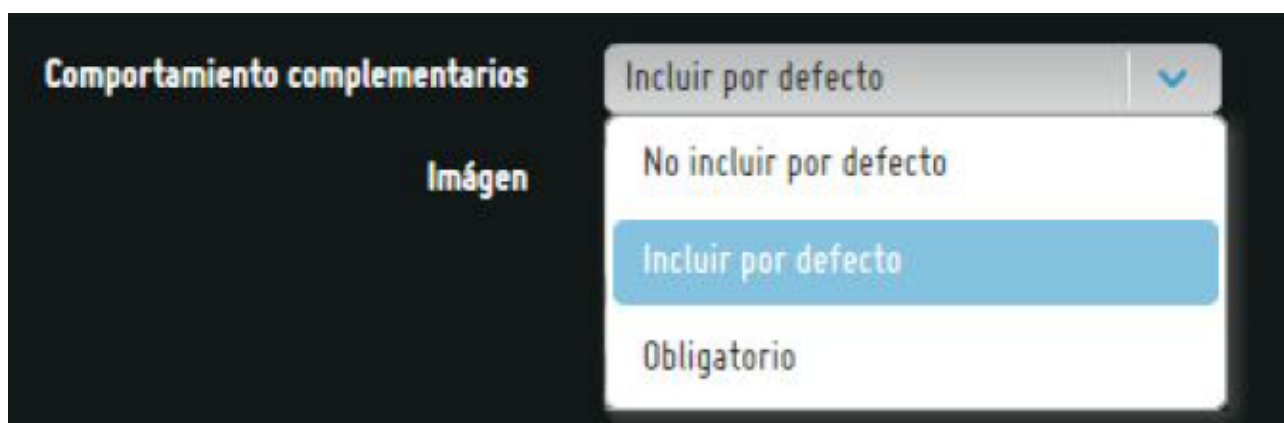 Comportamiento complementarios
Incluir por defecto
Imágen
No incluir por defecto
Incluir por defecto
Obligatorio